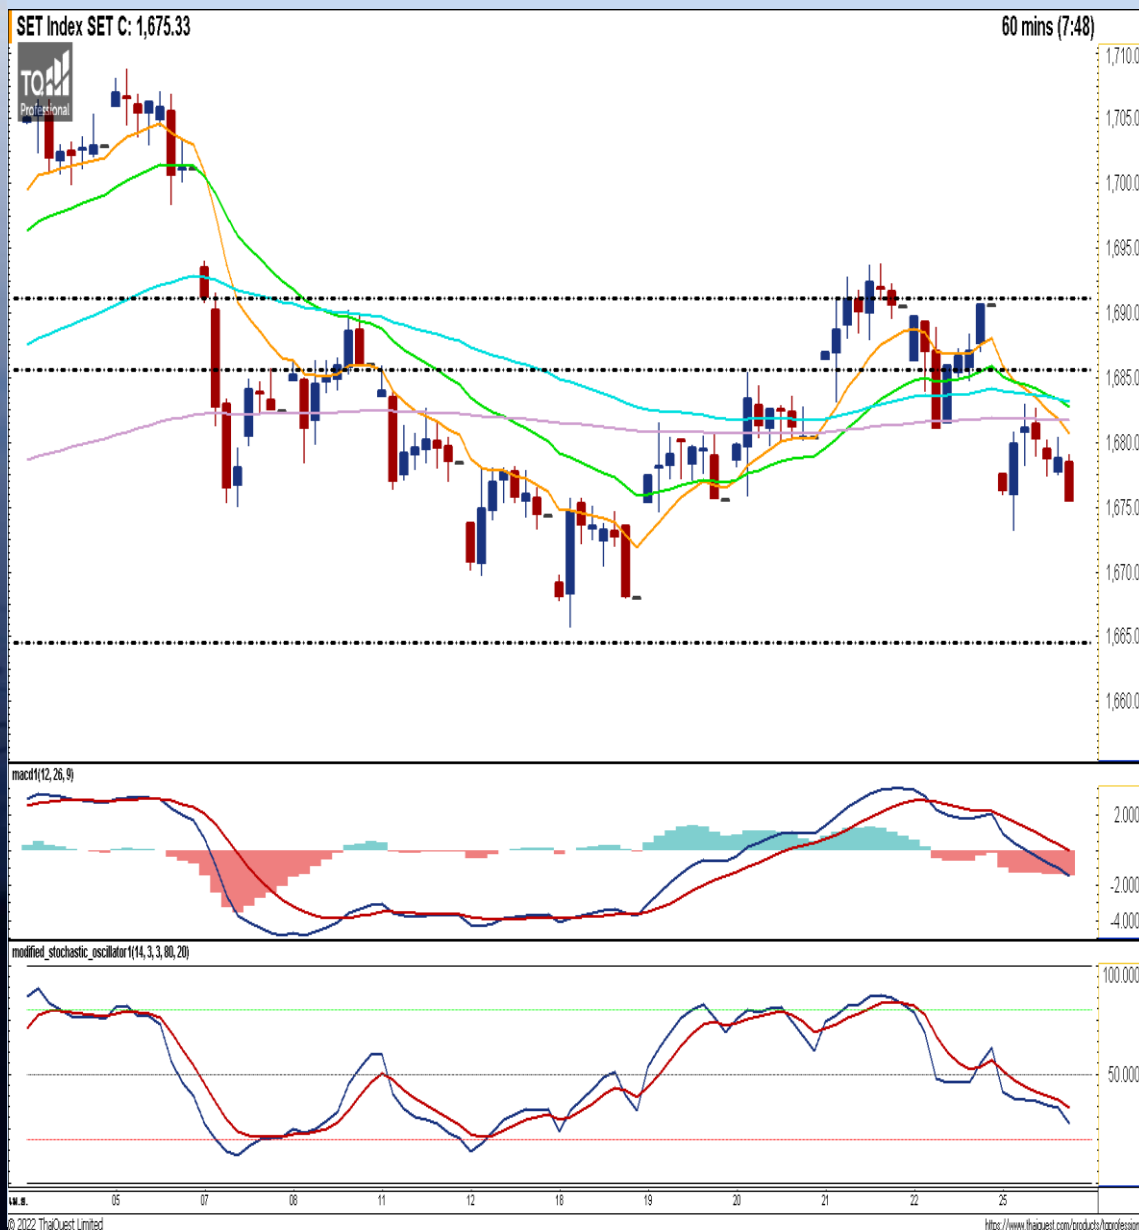 SET Index SET C: 1,675.33
60 mins (7:48)
TQ
Professional
1,710.0
1,705.0
1,700.0
1,695.0
1,690.0
1,685.0
1,680.0
1,675.0
1,670.0
1,665.0
1,660.0
macd1(12, 26, 9)
2.000
-2.000
-4.000
modified_stochastic_oscillator1(14, 3, 3, 80, 20)
100.000
50.000
เม.ย. 05 07 08 11 12 18 19 20 21 22 25
© 2022 ThaiQuest Limited
https://www.thaiquest.com/products/tqprofession